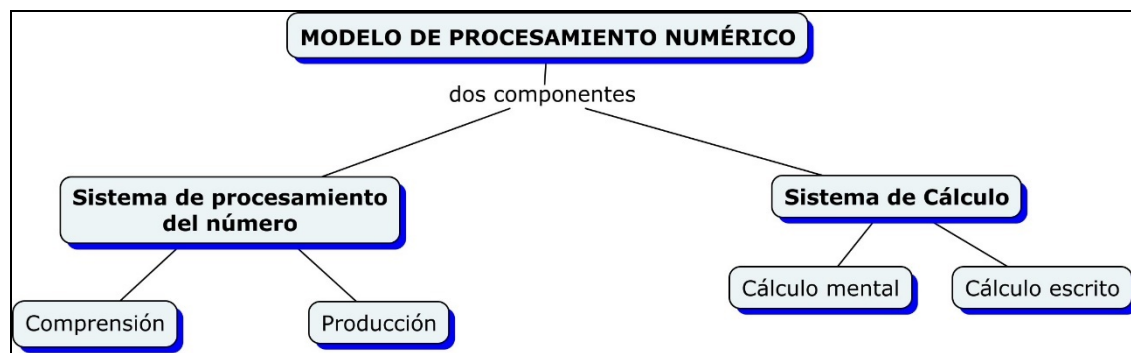 MODELO DE PROCESAMIENTO NUMÉRICO
dos componentes
Sistema de procesamiento
del número
Sistema de Cálculo
Comprensión
Producción
Cálculo mental
Cálculo escrito